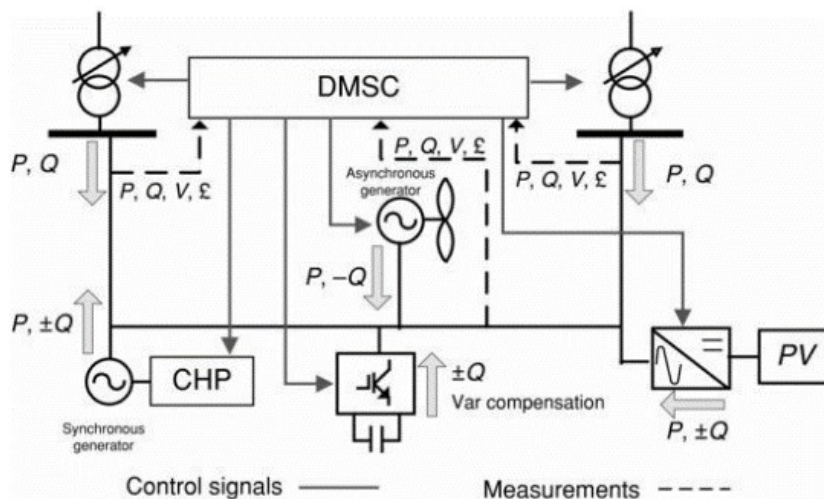 DMSC
P, Q
P, Q, V, £
P, Q, V, £
Asynchronous
generator
P, Q, V, £
P, Q
P, –Q
P, ±Q
CHP
Synchronous
generator
±Q
Var compensation
PV
P, ±Q
Control signals
Measurements